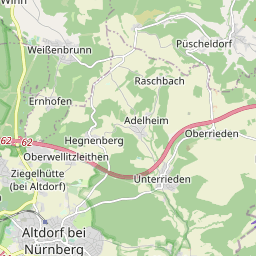 Weißenbrunn
Püscheldorf
Raschbach
Ernhofen
Adelheim
Oberrieden
62
62
Hegnenberg
Oberwellitzleithen
Ziegelhütte
(bei Altdorf)
Unterrieden
Altdorf bei
Nürnberg